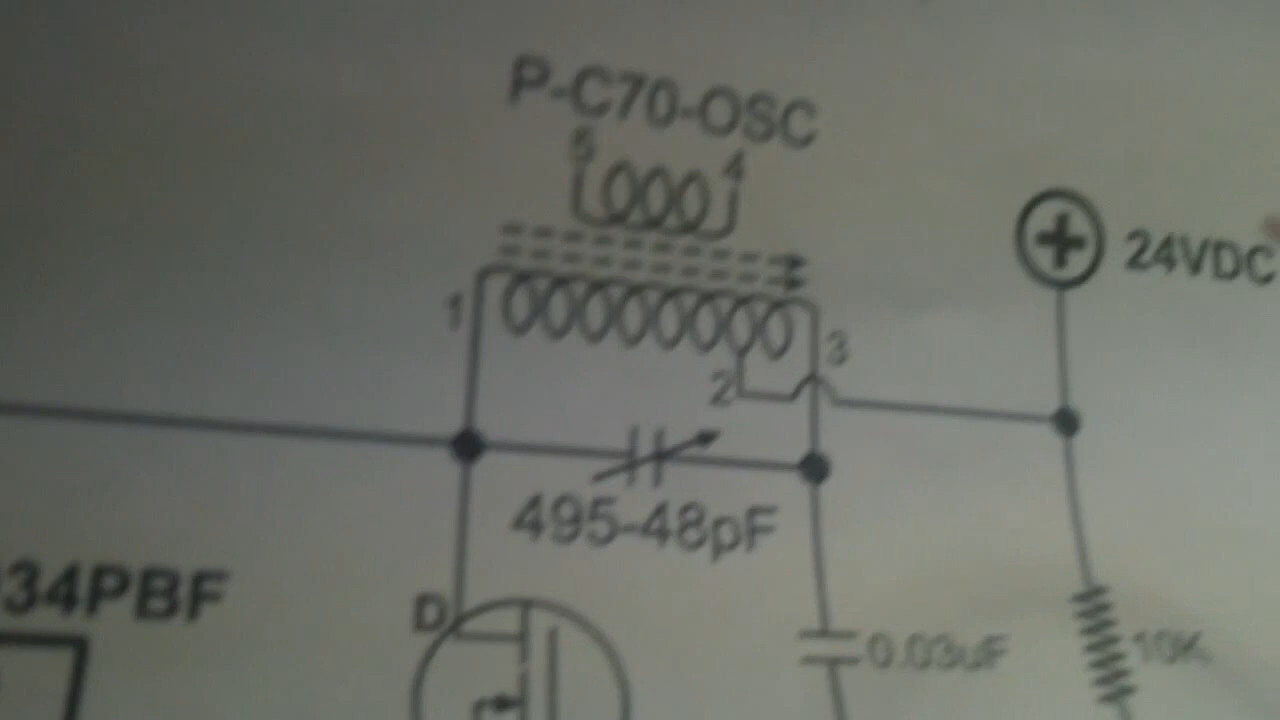 P-C70-OSC
5 4
24VDC
1
3
2
495-48pF
34PBF
D
0.03uF
10K